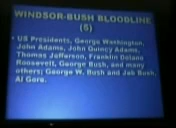 WINDSOR-BUSH BLOODLINE
(5)
• US Presidents, George Washington,
John Adams, John Quincy Adams,
Thomas Jefferson, Franklin Delano
Roosevelt, George Bush, and many
others; George W. Bush and Jeb Bush,
Al Gore.